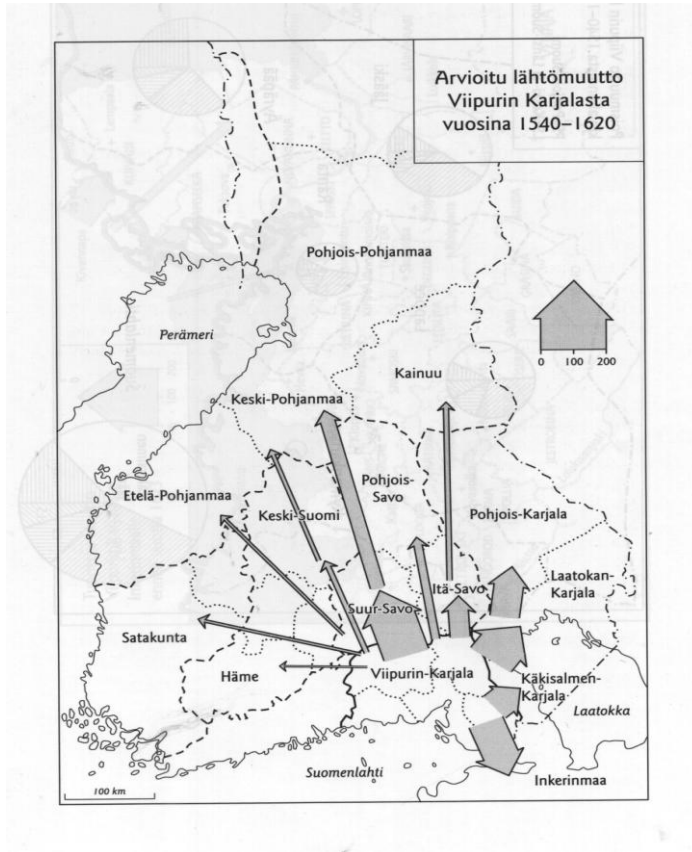 Arvioitu lähtömuutto
Viipurin Karjalasta
vuosina 1540–1620
Pohjois-Pohjanmaa
Perämeri
0 100 200
Kainuu
Keski-Pohjanmaa
Pohjois-
Savo
Etelä-Pohjanmaa
Keski-Suomi
Pohjois-Karjala
Laatokan-
Karjala
Itä-Savo
Suur-Savo
Satakunta
Häme
Viipurin-Karjala
Käkisalmen-
Karjala
Laatokka
Suomenlahti
Inkerinmaa
100 km